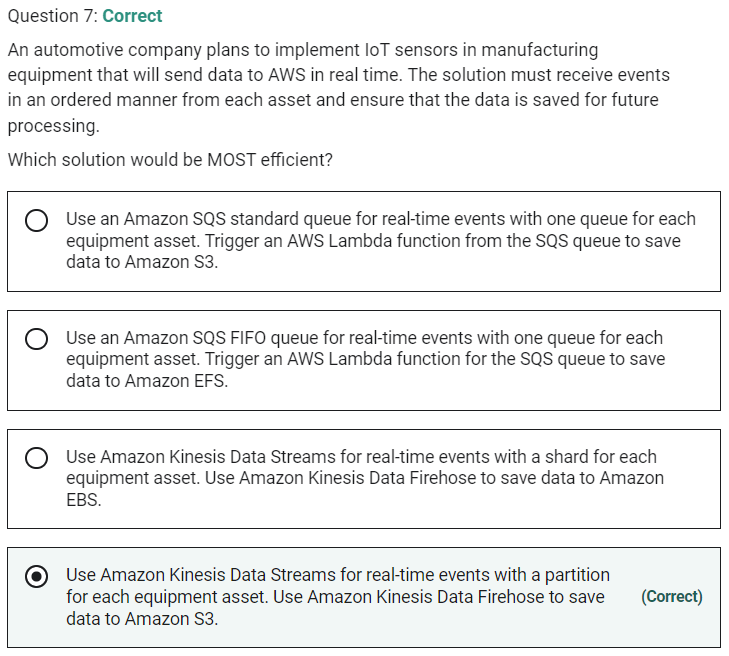 Question 7: Correct
An automotive company plans to implement IoT sensors in manufacturing
equipment that will send data to AWS in real time. The solution must receive events
in an ordered manner from each asset and ensure that the data is saved for future
processing.
Which solution would be MOST efficient?
Use an Amazon SQS standard queue for real-time events with one queue for each
equipment asset. Trigger an AWS Lambda function from the SQS queue to save
data to Amazon S3.
Use an Amazon SQS FIFO queue for real-time events with one queue for each
equipment asset. Trigger an AWS Lambda function for the SQS queue to save
data to Amazon EFS.
Use Amazon Kinesis Data Streams for real-time events with a shard for each
equipment asset. Use Amazon Kinesis Data Firehose to save data to Amazon
EBS.
Use Amazon Kinesis Data Streams for real-time events with a partition
for each equipment asset. Use Amazon Kinesis Data Firehose to save
data to Amazon S3.
(Correct)